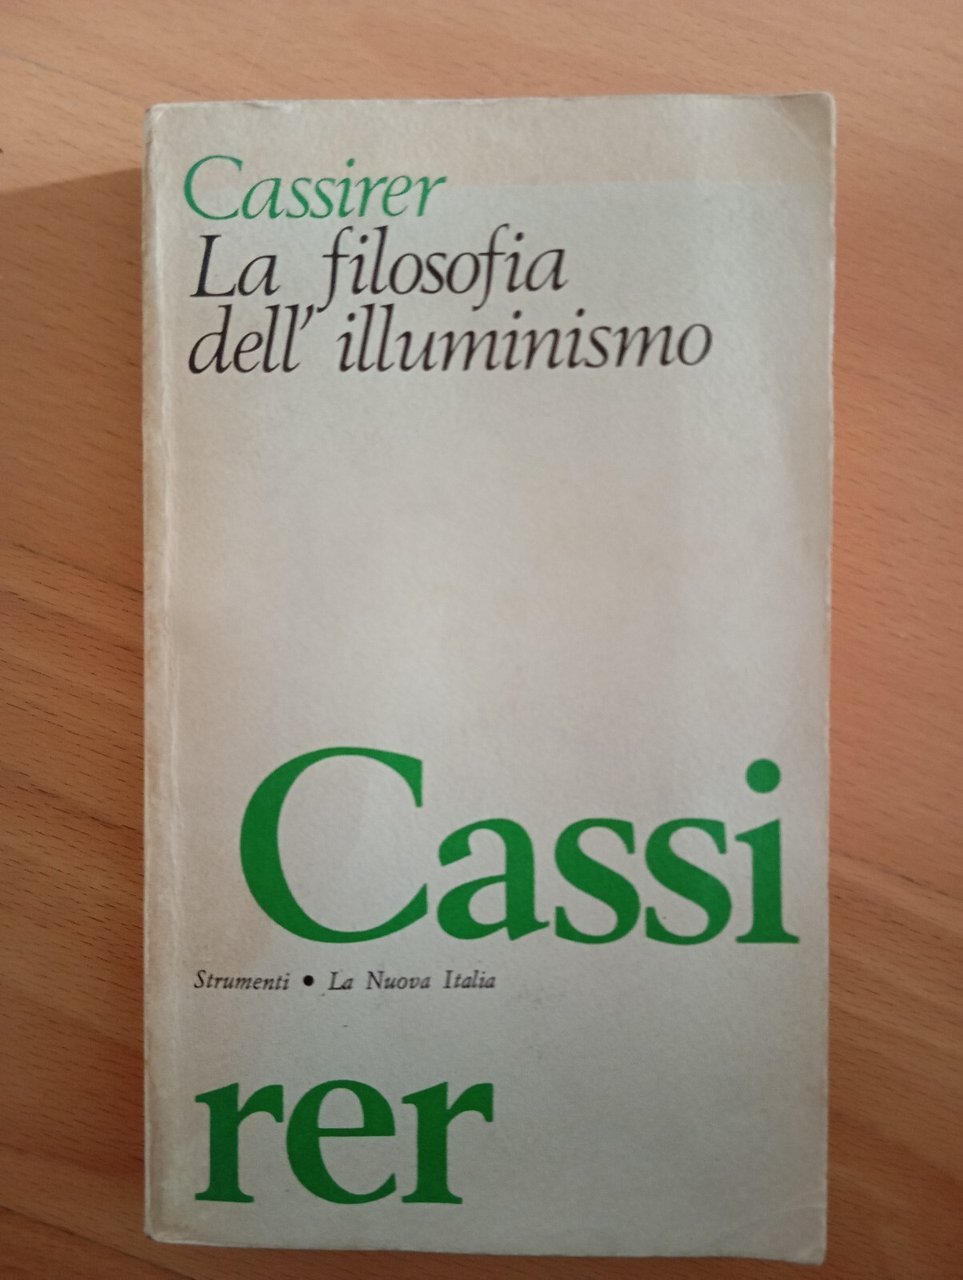 Cassirer
La filosofia
dell'illuminismo
Cassi
Strumenti • La Nuova Italia
rer